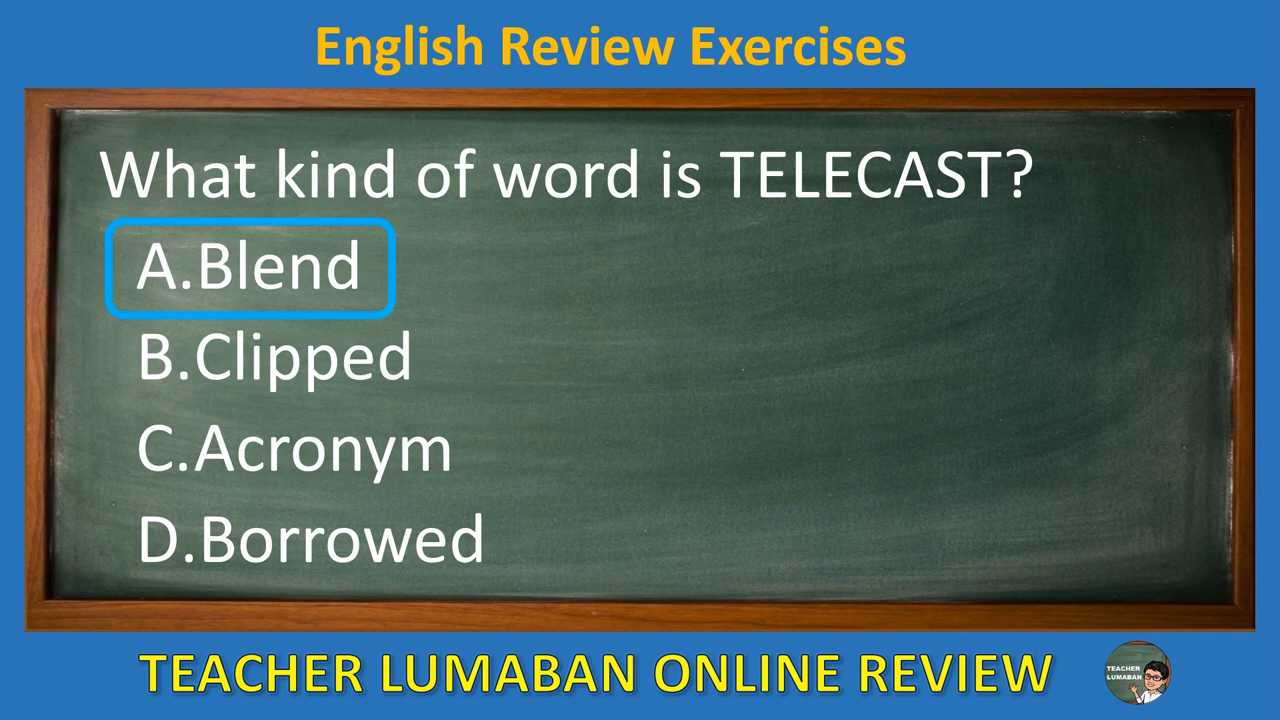 English Review Exercises
What kind of word is TELECAST?
A.Blend
B.Clipped
C.Acronym
D.Borrowed
TEACHER LUMABAN ONLINE REVIEW
TEACHER
LUMABAN